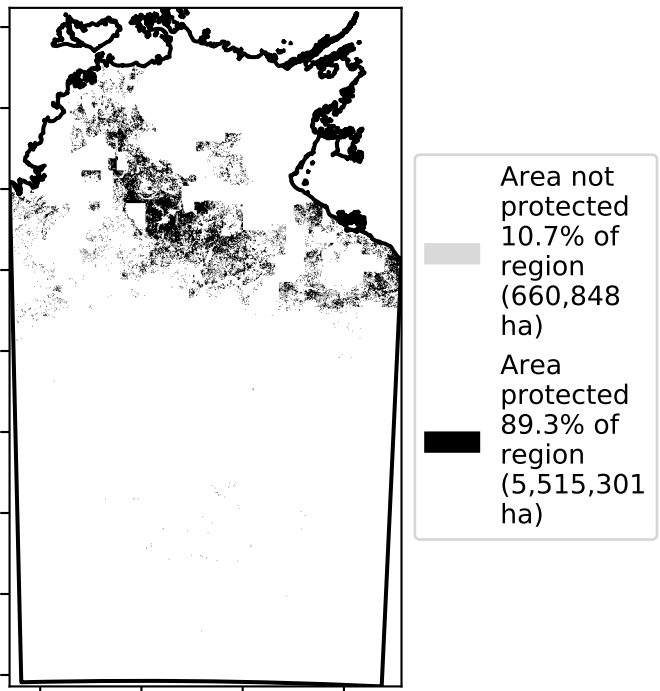 Area not
protected
10.7% of
region
(660,848
ha)
Area
protected
89.3% of
region
(5,515,301
ha)